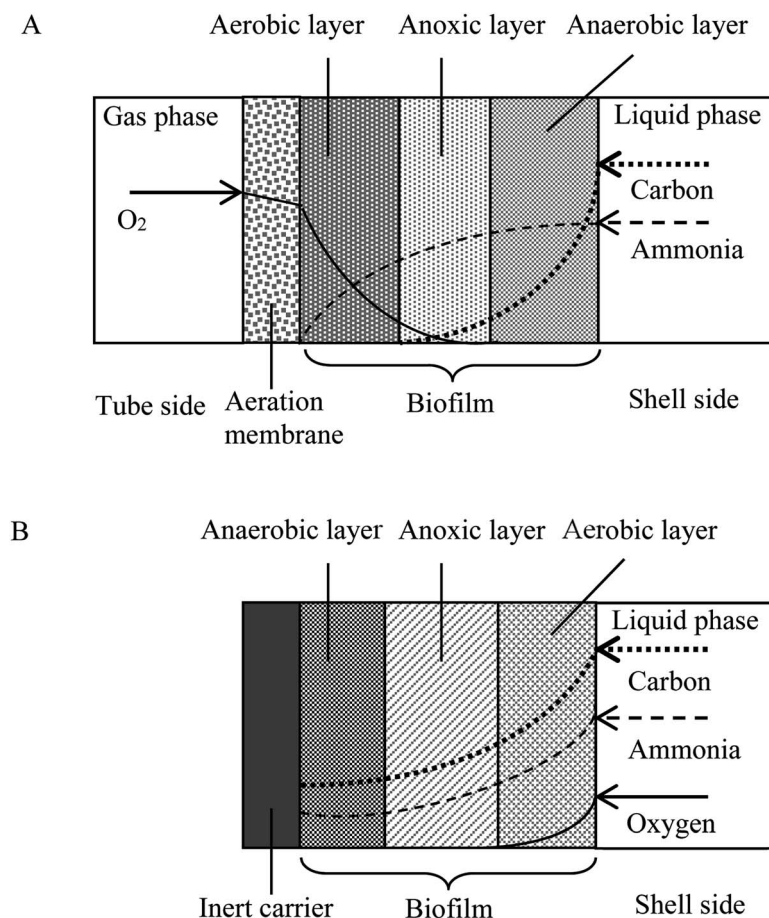 A
Aerobic layer Anoxic layer Anaerobic layer
Gas phase Liquid phase
O2
Carbon
Ammonia
Tube side Aeration membrane Biofilm Shell side
B
Anaerobic layer Anoxic layer Aerobic layer
Liquid phase
Carbon
Ammonia
Oxygen
Inert carrier Biofilm Shell side